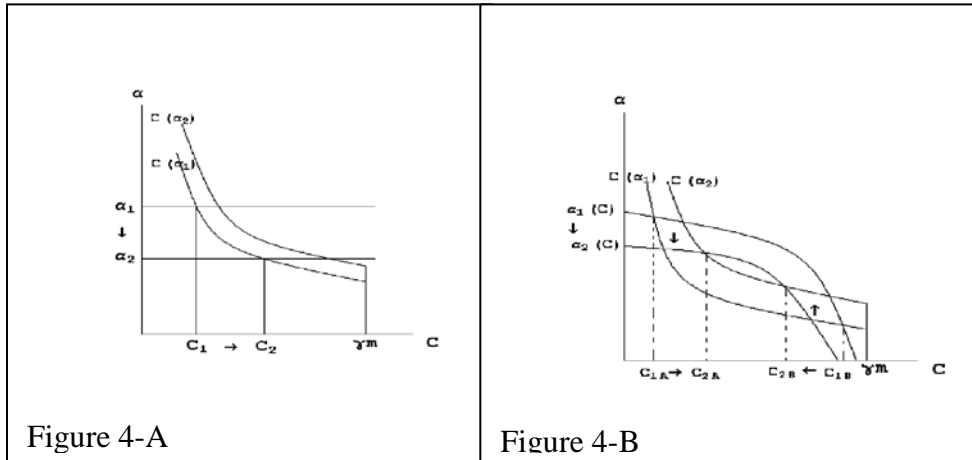 α
C (α₂)
C (α₁)
α₁
↓
α₂
C₁ → C₂ γm C
Figure 4-A
α
C (α₁) C (α₂)
α₁ (C)
↓
α₂ (C)
↓
↑
C₁A → C₂A C₂B ← C₁B γm C
Figure 4-B